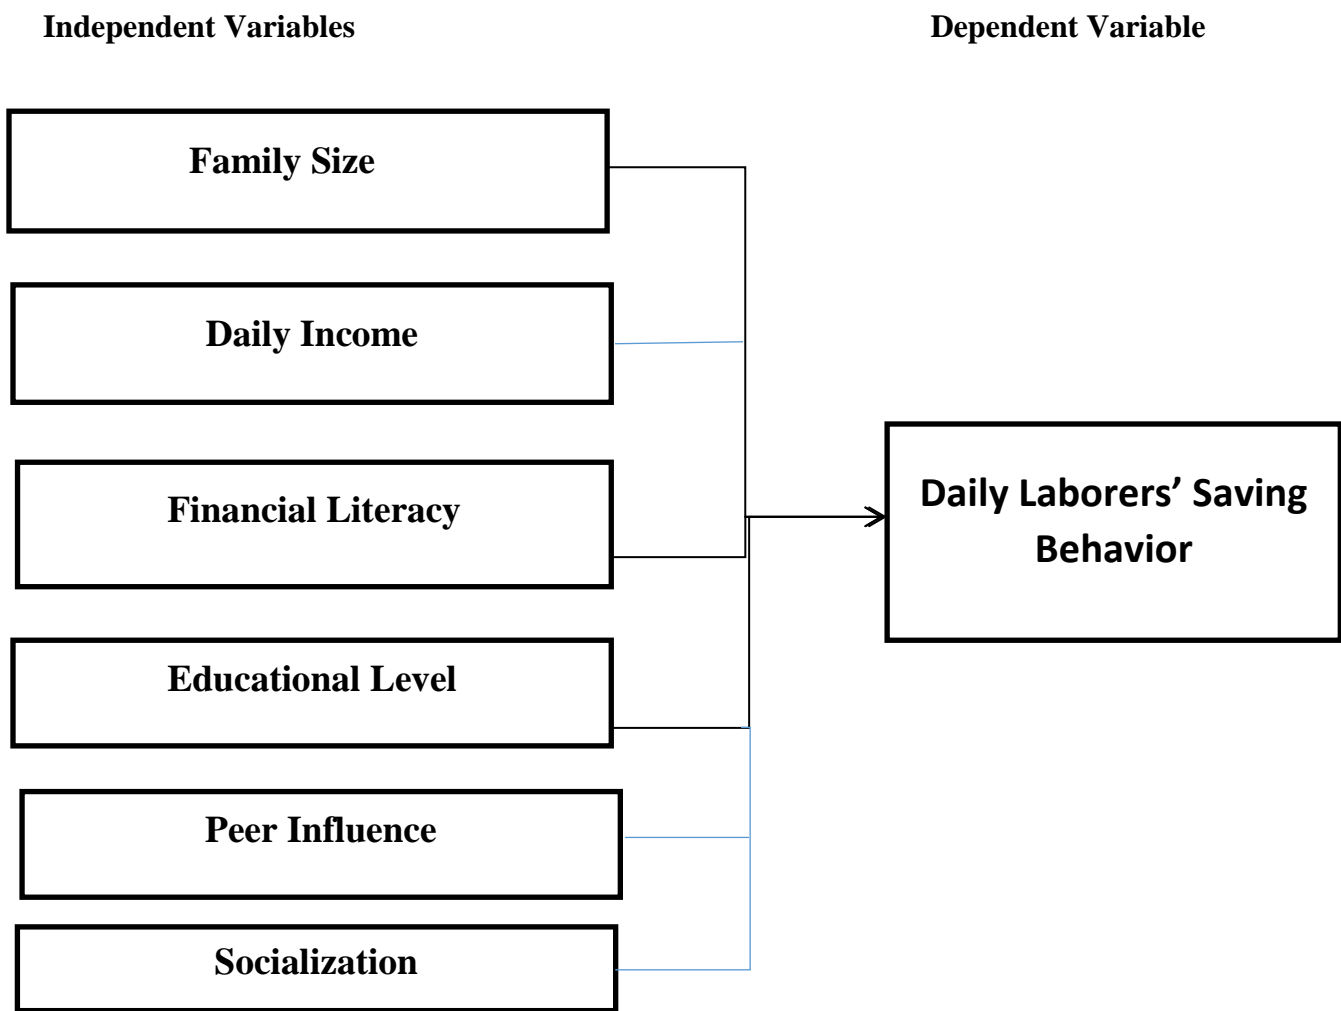 Independent Variables
Dependent Variable
Family Size
Daily Income
Financial Literacy
Educational Level
Peer Influence
Socialization
Daily Laborers’ Saving
Behavior